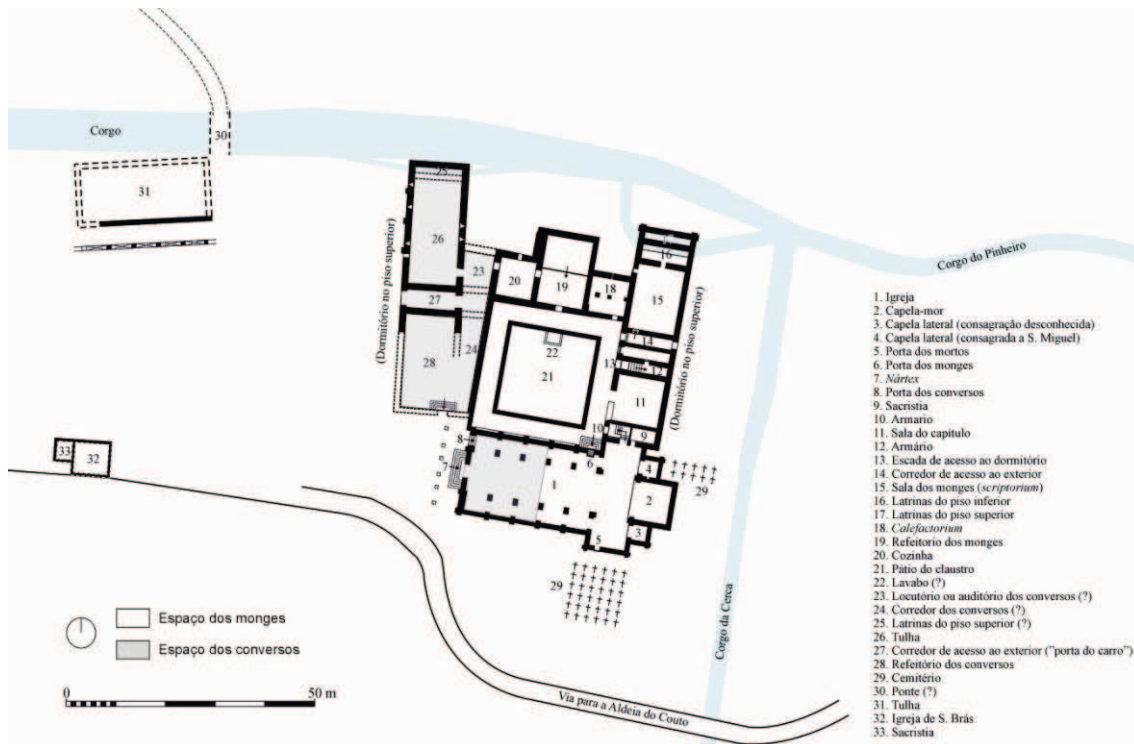 Corgo
30
31
25
26
(Dormitório no piso superior)
23
27
20
19
18
17
16
15
28
24
22
21
14
13
12
11
(Dormitório no piso superior)
10
9
8
7
6
1
4
29
2
3
5
29
33
32
Corgo do Pinheiro
Corgo da Cerca
Via para a Aldeia do Couto
Espaço dos monges
Espaço dos conversos
0
50 m
1. Igreja
2. Capela-mor
3. Capela lateral (consagração desconhecida)
4. Capela lateral (consagrada a S. Miguel)
5. Porta dos mortos
6. Porta dos monges
7. Nártex
8. Porta dos conversos
9. Sacristia
10. Armario
11. Sala do capítulo
12. Armário
13. Escada de acesso ao dormitório
14. Corredor de acesso ao exterior
15. Sala dos monges (scriptorium)
16. Latrinas do piso inferior
17. Latrinas do piso superior
18. Calefactorium
19. Refeitorio dos monges
20. Cozinha
21. Pátio do claustro
22. Lavabo (?)
23. Locutório ou auditório dos conversos (?)
24. Corredor dos conversos (?)
25. Latrinas do piso superior (?)
26. Tulha
27. Corredor de acesso ao exterior ("porta do carro")
28. Refeitório dos conversos
29. Cemitério
30. Ponte (?)
31. Tulha
32. Igreja de S. Brás
33. Sacristia